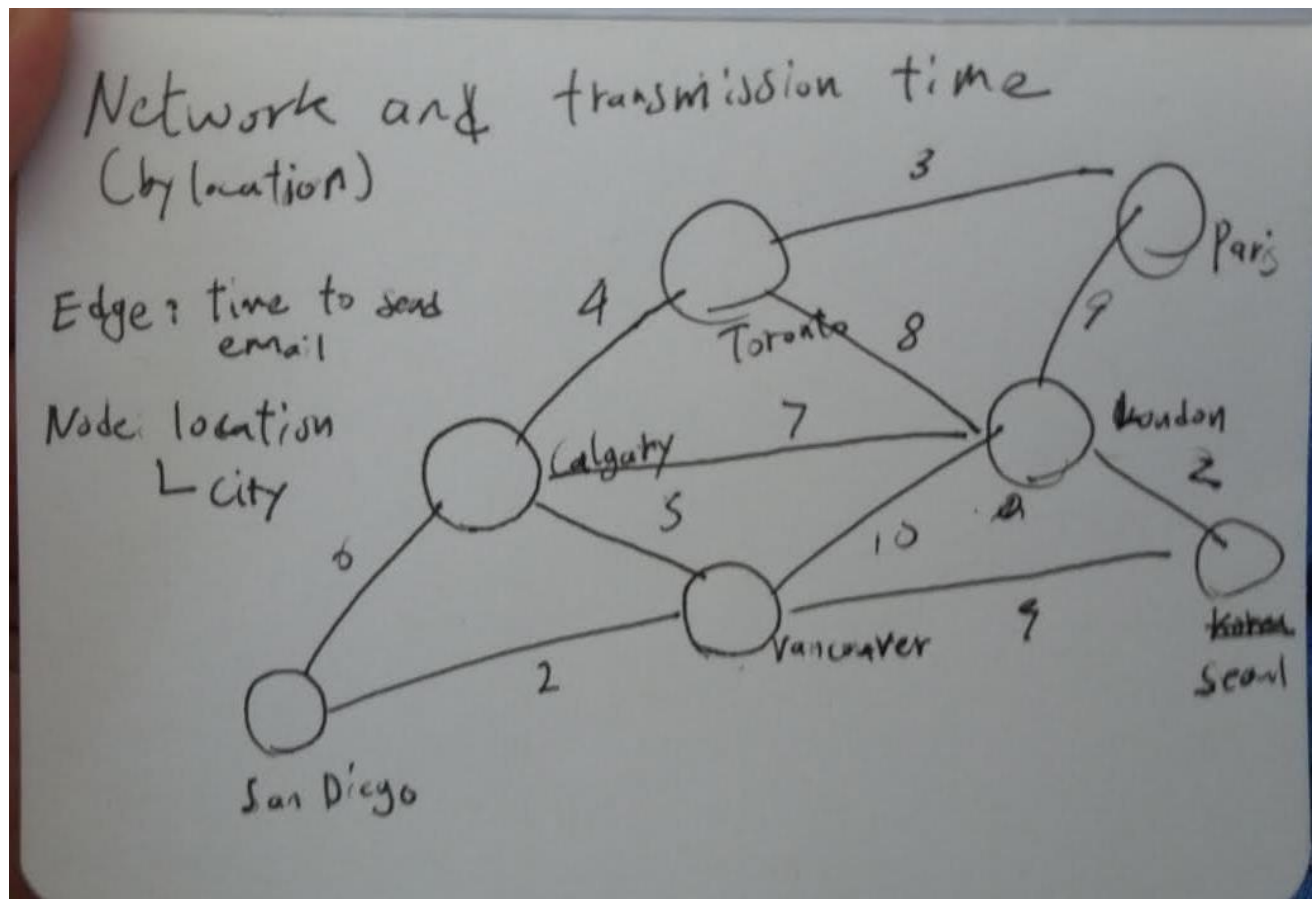 Network and transmission time
(by location)
3
Paris
Edge: time to send
email
4
Toronto
8
9
Node: location
└ city
7
London
Calgary
2
5
10
6
9
Vancouver
Seoul
2
San Diego